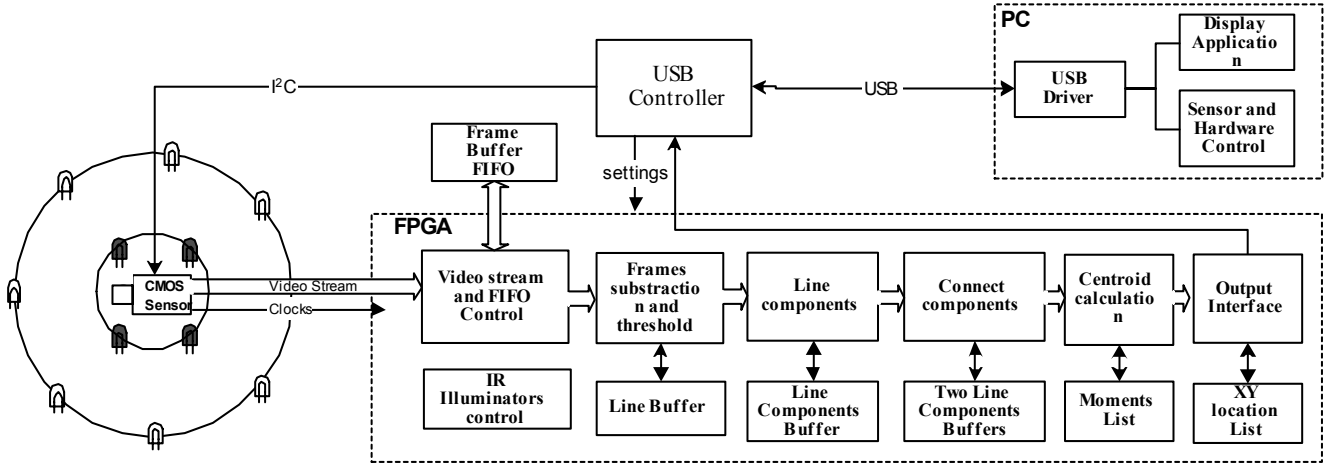 PC
Display
Applicatio
n
USB
Driver
Sensor and
Hardware
Control
USB
Controller
USB
I²C
settings
Frame
Buffer
FIFO
FPGA
CMOS
Sensor
Video Stream
Clocks
Video stream
and FIFO
Control
Frames
substractio
n and
threshold
Line
components
Connect
components
Centroid
calculatio
n
Output
Interface
IR
Illuminators
control
Line Buffer
Line
Components
Buffer
Two Line
Components
Buffers
Moments
List
XY
location
List